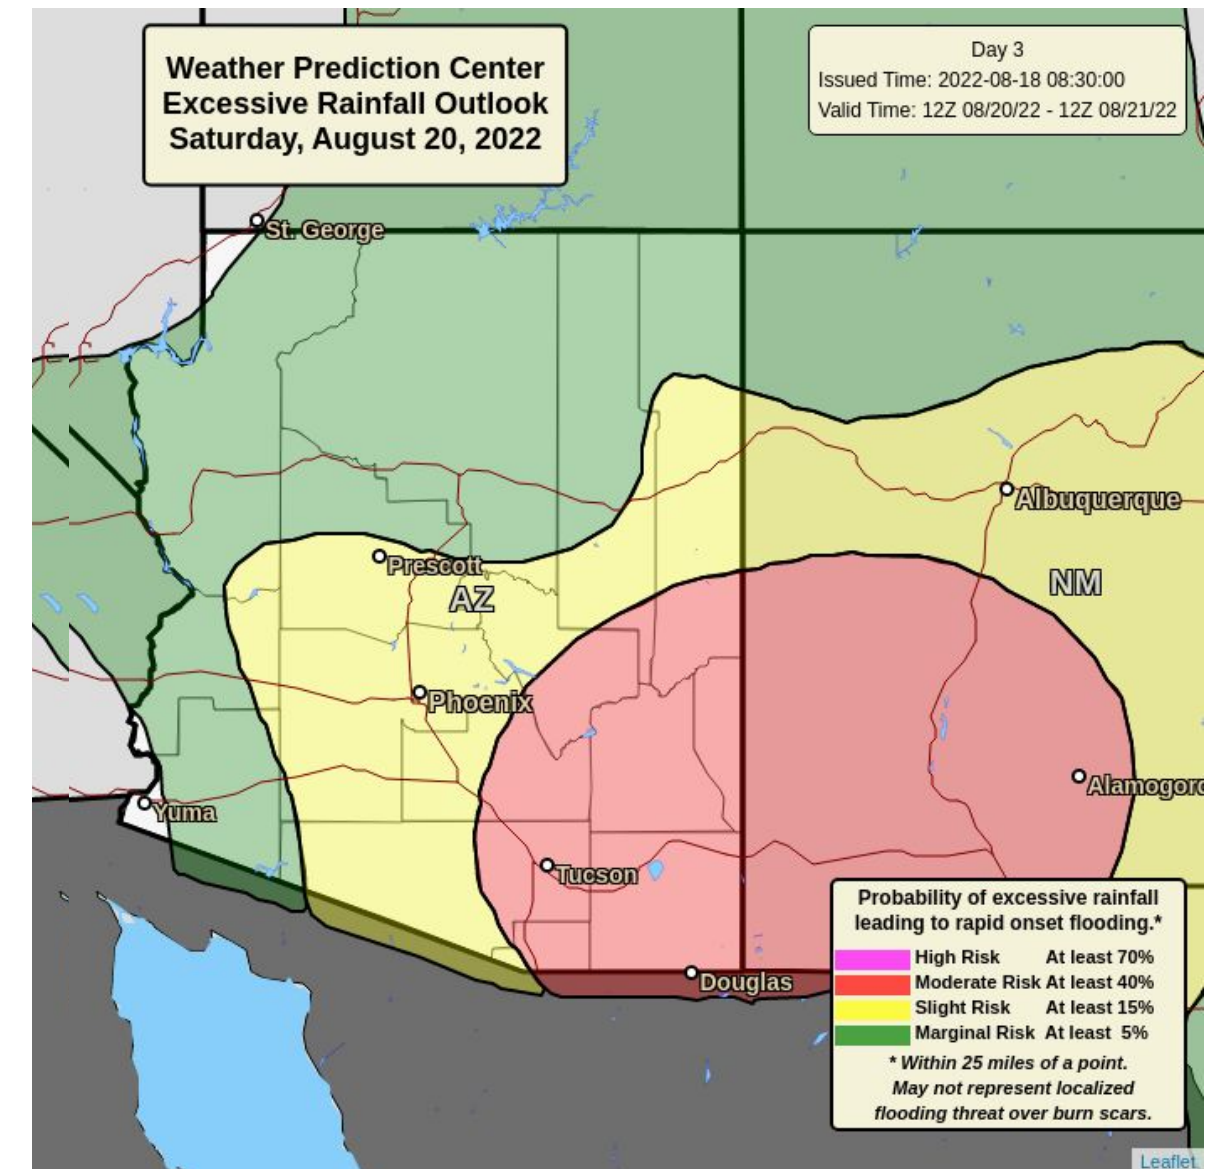 Weather Prediction Center
Excessive Rainfall Outlook
Saturday, August 20, 2022
Day 3
Issued Time: 2022-08-18 08:30:00
Valid Time: 12Z 08/20/22 - 12Z 08/21/22
St. George
Albuquerque
Prescott
AZ
NM
Phoenix
Alamogord
Yuma
Tucson
Douglas
Probability of excessive rainfall
leading to rapid onset flooding.*
High Risk At least 70%
Moderate Risk At least 40%
Slight Risk At least 15%
Marginal Risk At least 5%
* Within 25 miles of a point.
May not represent localized
flooding threat over burn scars.
Leaflet